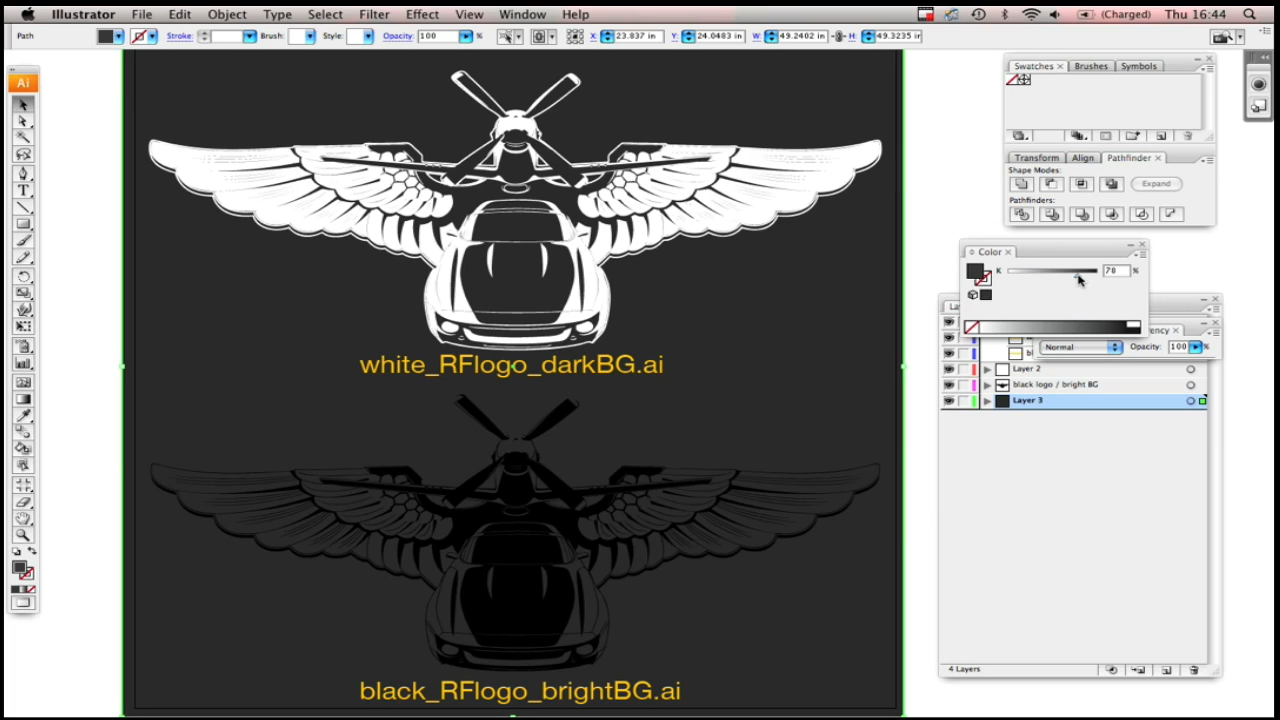 Illustrator File Edit Object Type Select Filter Effect View Window Help (Charged) Thu 16:44
Path Stroke: Brush: Style: Opacity: 100 % X: 23.837 in Y: 24.0483 in W: 49.2402 in H: 49.3235 in
Ai
T
Swatches Brushes Symbols
Transform Align Pathfinder
Shape Modes:
Expand
Pathfinders:
Color
K 78 %
Normal Opacity: 100 %
Layer 2
black logo / bright BG
Layer 3
4 Layers
white_RFlogo_darkBG.ai
black_RFlogo_brightBG.ai